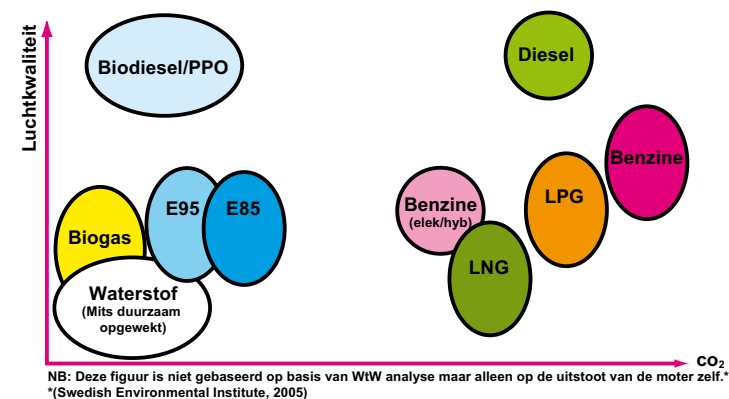 Luchtkwaliteit
Biodiesel/PPO
Diesel
Benzine
E95
E85
Benzine
(elek/hyb)
LPG
Biogas
LNG
Waterstof
(Mits duurzaam
opgewekt)
CO₂
NB: Deze figuur is niet gebaseerd op basis van WtW analyse maar alleen op de uitstoot van de moter zelf.*
*(Swedish Environmental Institute, 2005)